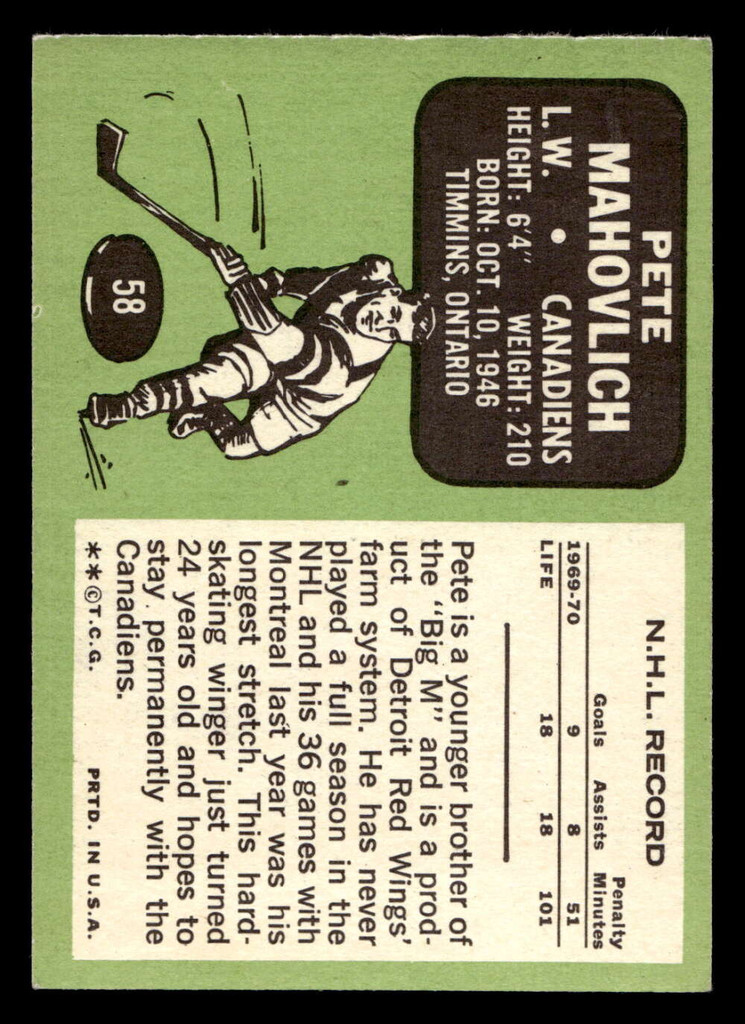 PETE
MAHOVLICH
L.W. • CANADIENS
HEIGHT: 6'4" WEIGHT: 210
BORN: OCT. 10, 1946
TIMMINS, ONTARIO
58
N.H.L. RECORD
Goals Assists Penalty Minutes
1969-70 9 8 51
LIFE 18 18 101
Pete is a younger brother of
the "Big M" and is a prod-
uct of Detroit Red Wings'
farm system. He has never
played a full season in the
NHL and his 36 games with
Montreal last year was his
longest stretch. This hard-
skating winger just turned
24 years old and hopes to
stay permanently with the
Canadiens.
**©T.C.G. PRTD. IN U.S.A.